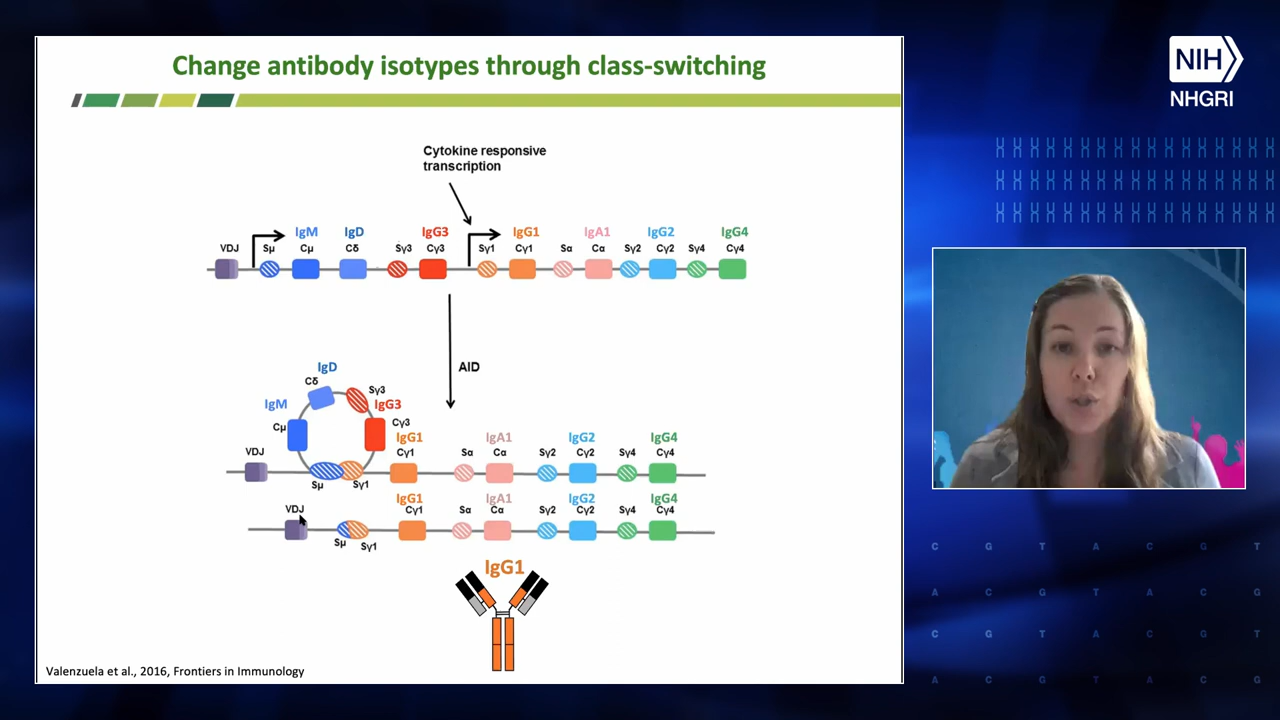 Change antibody isotypes through class-switching
NIH
NHGRI
Cytokine responsive
transcription
IgM IgD IgG3 IgG1 IgA1 IgG2 IgG4
VDJ Sμ Cμ Cδ Sγ3 Cγ3 Sγ1 Cγ1 Sα Cα Sγ2 Cγ2 Sγ4 Cγ4
AID
IgD
Cδ
Sγ3
IgM
IgG3
Cμ
Cγ3
IgG1 IgA1 IgG2 IgG4
VDJ Cγ1 Sα Cα Sγ2 Cγ2 Sγ4 Cγ4
Sμ Sγ1
IgG1 IgA1 IgG2 IgG4
VDJ Cγ1 Sα Cα Sγ2 Cγ2 Sγ4 Cγ4
Sμ Sγ1
IgG1
Valenzuela et al., 2016, Frontiers in Immunology
C G T A C G T
A C G T A C G
C G T A C G T
A C G T A C G